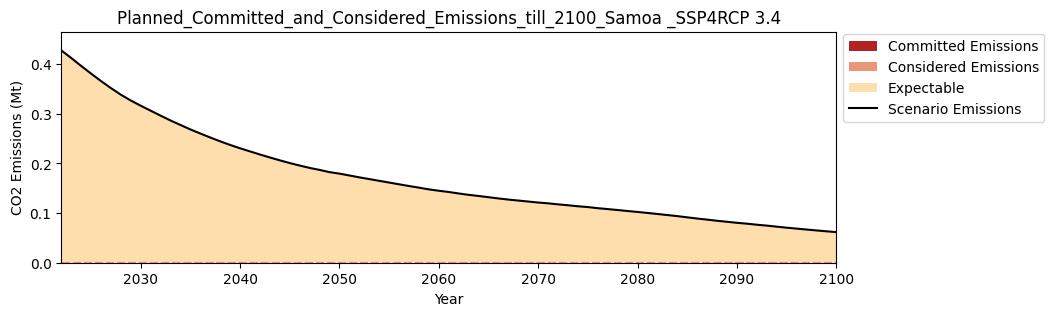 Planned_Committed_and_Considered_Emissions_till_2100_Samoa _SSP4RCP 3.4
Committed Emissions
Considered Emissions
Expectable
Scenario Emissions
CO2 Emissions (Mt)
0.4
0.3
0.2
0.1
0.0
2030 2040 2050 2060 2070 2080 2090 2100
Year